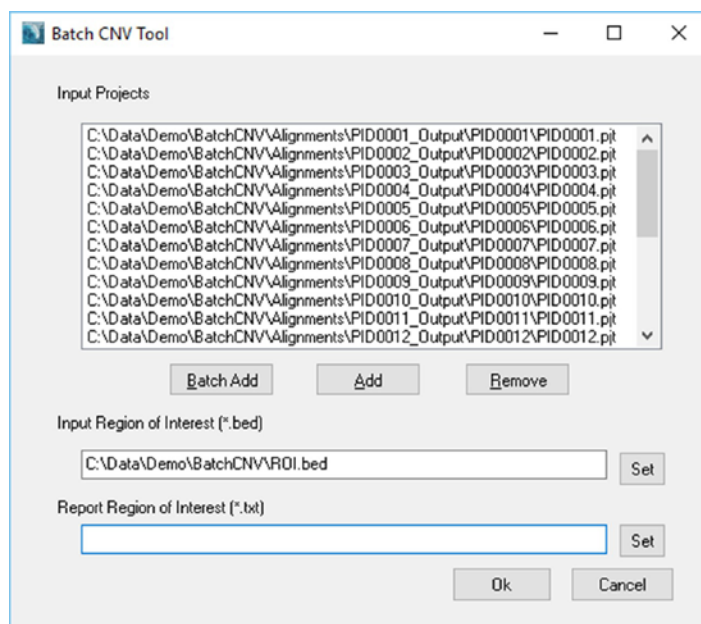 Batch CNV Tool
Input Projects
C:\Data\Demo\BatchCNV\Alignments\PID0001_Output\PID0001\PID0001.pjt
C:\Data\Demo\BatchCNV\Alignments\PID0002_Output\PID0002\PID0002.pjt
C:\Data\Demo\BatchCNV\Alignments\PID0003_Output\PID0003\PID0003.pjt
C:\Data\Demo\BatchCNV\Alignments\PID0004_Output\PID0004\PID0004.pjt
C:\Data\Demo\BatchCNV\Alignments\PID0005_Output\PID0005\PID0005.pjt
C:\Data\Demo\BatchCNV\Alignments\PID0006_Output\PID0006\PID0006.pjt
C:\Data\Demo\BatchCNV\Alignments\PID0007_Output\PID0007\PID0007.pjt
C:\Data\Demo\BatchCNV\Alignments\PID0008_Output\PID0008\PID0008.pjt
C:\Data\Demo\BatchCNV\Alignments\PID0009_Output\PID0009\PID0009.pjt
C:\Data\Demo\BatchCNV\Alignments\PID0010_Output\PID0010\PID0010.pjt
C:\Data\Demo\BatchCNV\Alignments\PID0011_Output\PID0011\PID0011.pjt
C:\Data\Demo\BatchCNV\Alignments\PID0012_Output\PID0012\PID0012.pjt
Batch Add Add Remove
Input Region of Interest (*.bed)
C:\Data\Demo\BatchCNV\ROI.bed Set
Report Region of Interest (*.txt)
Set
Ok Cancel